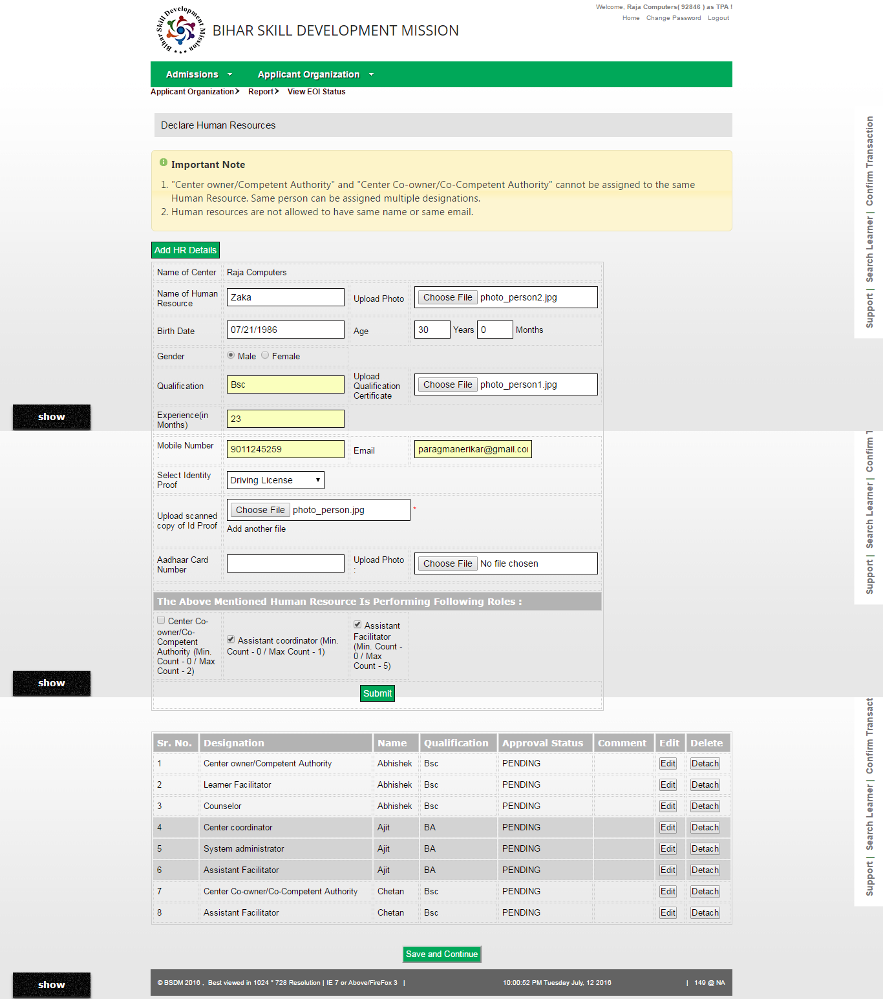 Welcome, Raja Computers( 92846 ) as TPA !
Home Change Password Logout
Bihar Skill Development Mission
BIHAR SKILL DEVELOPMENT MISSION
Admissions Applicant Organization
Applicant Organization Report View EOI Status
Declare Human Resources
Important Note
1. "Center owner/Competent Authority" and "Center Co-owner/Co-Competent Authority" cannot be assigned to the same
Human Resource. Same person can be assigned multiple designations.
2. Human resources are not allowed to have same name or same email.
Support | Search Learner | Confirm Transaction
Add HR Details
Name of Center Raja Computers
Name of Human
Resource
Zaka
Upload Photo
Choose File photo_person2.jpg
Birth Date 07/21/1986 Age 30 Years 0 Months
Gender Male Female
Qualification Bsc
Upload
Qualification
Certificate
Choose File photo_person1.jpg
show
Experience(in
Months)
23
Mobile Number
:
9011245259
Email
paragmanerikar@gmail.co
Select Identity
Proof
Driving License
Support | Search Learner | Confirm T
Upload scanned
copy of Id Proof
Choose File photo_person.jpg *
Add another file
Aadhaar Card
Number
Upload Photo
:
Choose File No file chosen
The Above Mentioned Human Resource Is Performing Following Roles :
Center Co-
owner/Co-
Competent
Authority (Min.
Count - 0 / Max
Count - 2)
Assistant coordinator (Min.
Count - 0 / Max Count - 1)
Assistant
Facilitator
(Min. Count -
0 / Max
Count - 5)
show
Submit
Support | Search Learner | Confirm Transact
Sr. No. Designation Name Qualification Approval Status Comment Edit Delete
1 Center owner/Competent Authority Abhishek Bsc PENDING Edit Detach
2 Learner Facilitator Abhishek Bsc PENDING Edit Detach
3 Counselor Abhishek Bsc PENDING Edit Detach
4 Center coordinator Ajit BA PENDING Edit Detach
5 System administrator Ajit BA PENDING Edit Detach
6 Assistant Facilitator Ajit BA PENDING Edit Detach
7 Center Co-owner/Co-Competent Authority Chetan Bsc PENDING Edit Detach
8 Assistant Facilitator Chetan Bsc PENDING Edit Detach
Save and Continue
show
© BSDM 2016 , Best viewed in 1024 * 728 Resolution | IE 7 or Above/FireFox 3 | 10:00:52 PM Tuesday July, 12 2016 | 149 @ NA